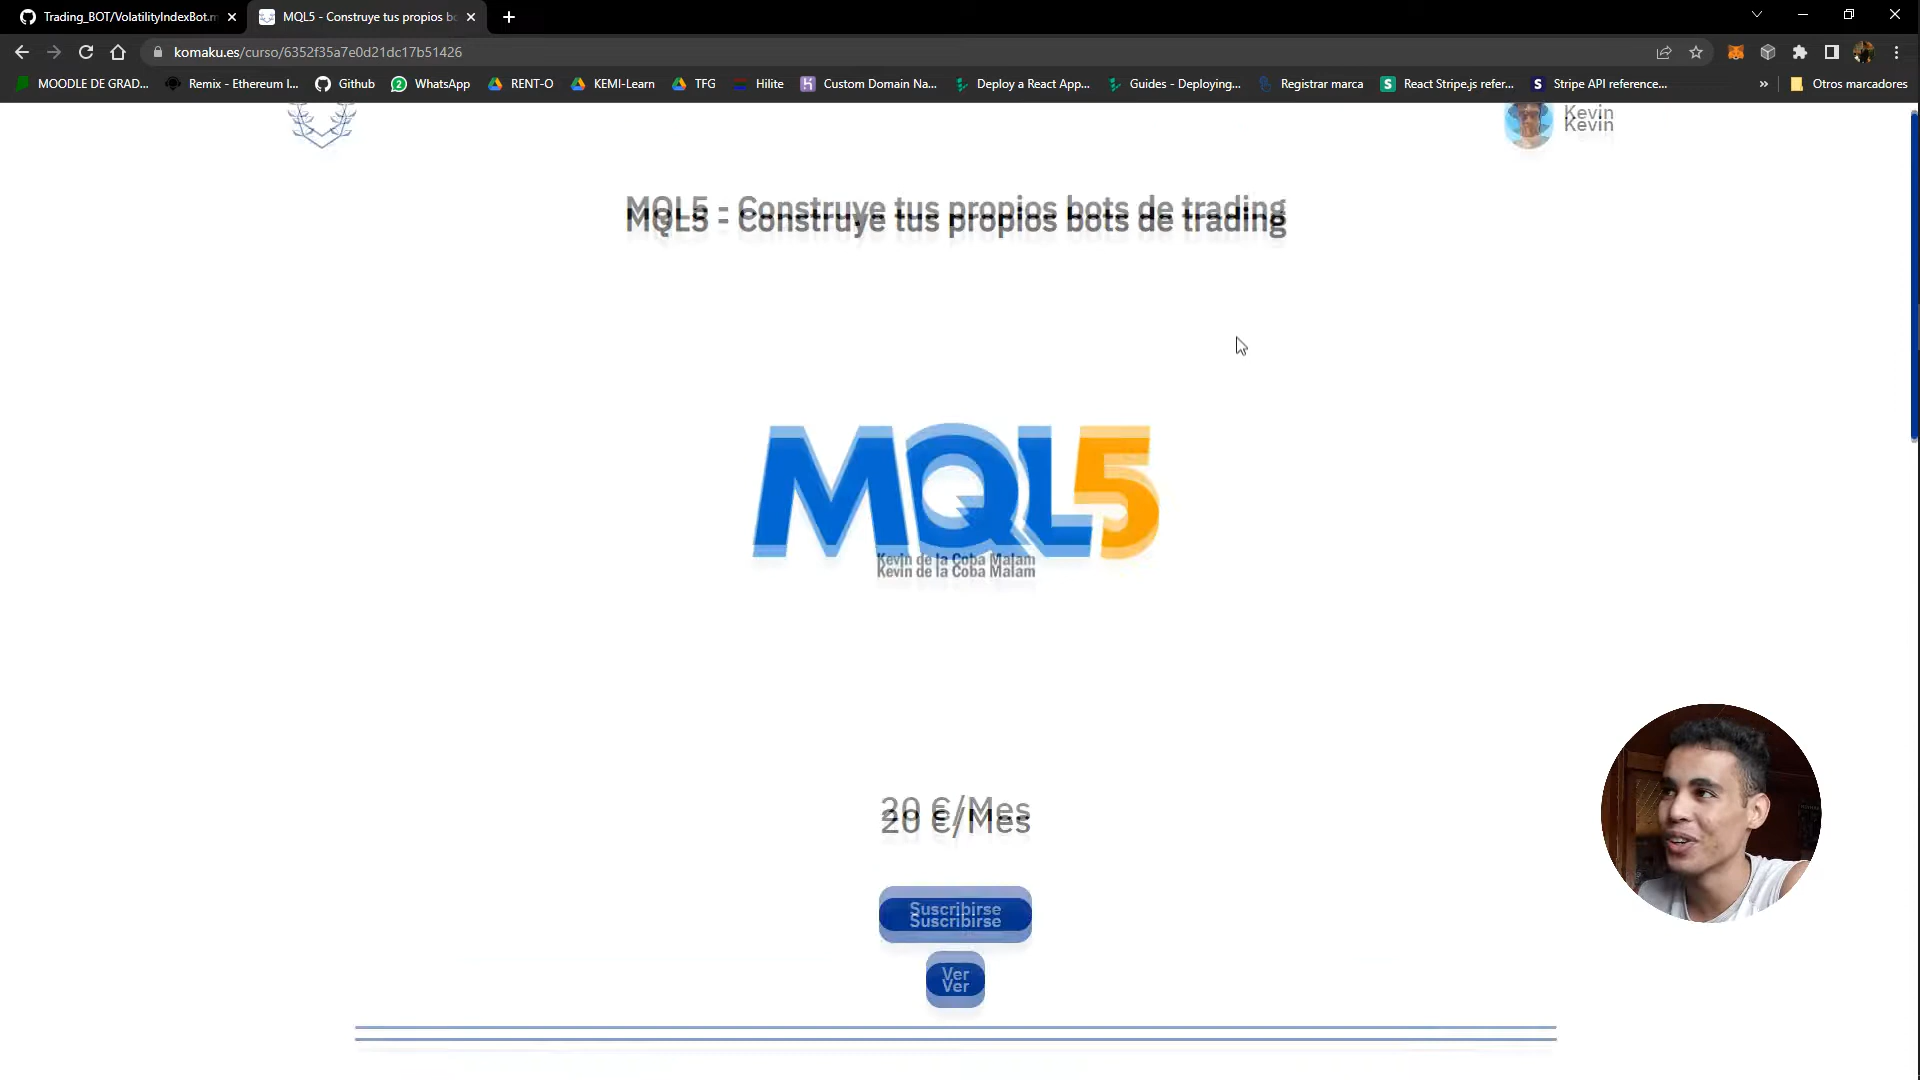 Trading_BOT/VolatilityIndexBot.m
MQL5 - Construye tus propios bo
komaku.es/curso/6352f35a7e0d21dc17b51426
MOODLE DE GRAD...
Remix - Ethereum I...
Github
WhatsApp
RENT-O
KEMI-Learn
TFG
Hilite
Custom Domain Na...
Deploy a React App...
Guides - Deploying...
Registrar marca
React Stripe.js refer...
Stripe API reference...
»
Otros marcadores
Kevin
MQL5 - Construye tus propios bots de trading
MQL5
Kevin de la Coba Malam
20 €/Mes
Suscribirse
Ver